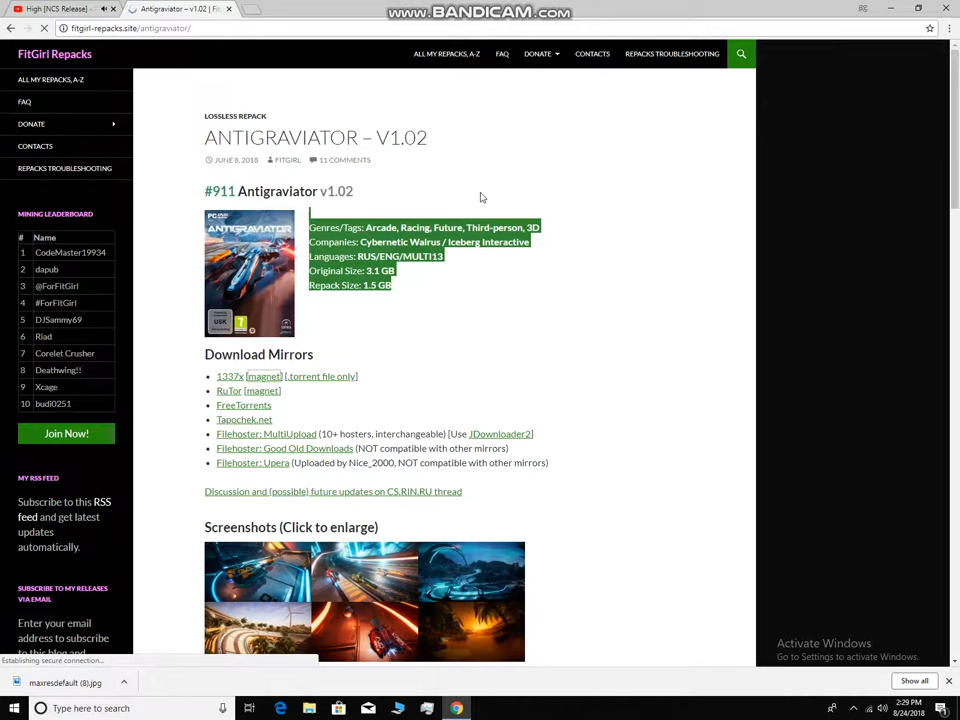 www.BANDICAM.com
High [NCS Release] -
Antigraviator – v1.02 | Fit
fitgirl-repacks.site/antigraviator/
FitGirl Repacks
ALL MY REPACKS, A-Z
FAQ
DONATE
CONTACTS
REPACKS TROUBLESHOOTING
ALL MY REPACKS, A-Z
FAQ
DONATE
CONTACTS
REPACKS TROUBLESHOOTING
MINING LEADERBOARD
# Name
1 CodeMaster19934
2 dapub
3 @ForFitGirl
4 #ForFitGirl
5 DJSammy69
6 Riad
7 Corelet Crusher
8 Deathwing!!
9 Xcage
10 budi0251
Join Now!
MY RSS FEED
Subscribe to this RSS
feed and get latest
updates
automatically.
SUBSCRIBE TO MY RELEASES
VIA EMAIL
Enter your email
address to subscribe
to this blog and
LOSSLESS REPACK
ANTIGRAVIATOR – V1.02
JUNE 8, 2018 FITGIRL 11 COMMENTS
#911 Antigraviator v1.02
PC DVD
ANTIGRAVIATOR
USK
7
Genres/Tags: Arcade, Racing, Future, Third-person, 3D
Companies: Cybernetic Walrus / Iceberg Interactive
Languages: RUS/ENG/MULTI13
Original Size: 3.1 GB
Repack Size: 1.5 GB
Download Mirrors
1337x [magnet] [.torrent file only]
RuTor [magnet]
FreeTorrents
Tapochek.net
Filehoster: MultiUpload (10+ hosters, interchangeable) [Use JDownloader2]
Filehoster: Good Old Downloads (NOT compatible with other mirrors)
Filehoster: Upera (Uploaded by Nice_2000, NOT compatible with other mirrors)
Discussion and (possible) future updates on CS.RIN.RU thread
Screenshots (Click to enlarge)
Activate Windows
Go to Settings to activate Windows.
Establishing secure connection...
maxresdefault (8).jpg
Show all
Type here to search
2:29 PM
8/24/2018